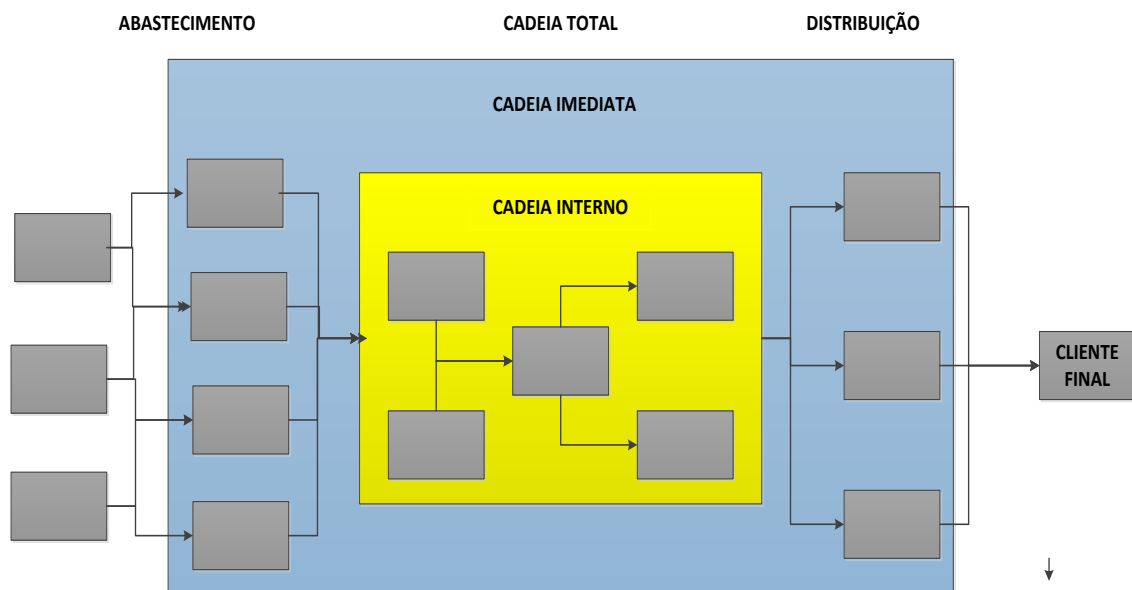 ABASTECIMENTO
CADEIA TOTAL
DISTRIBUIÇÃO
CADEIA IMEDIATA
CADEIA INTERNO
CLIENTE
FINAL